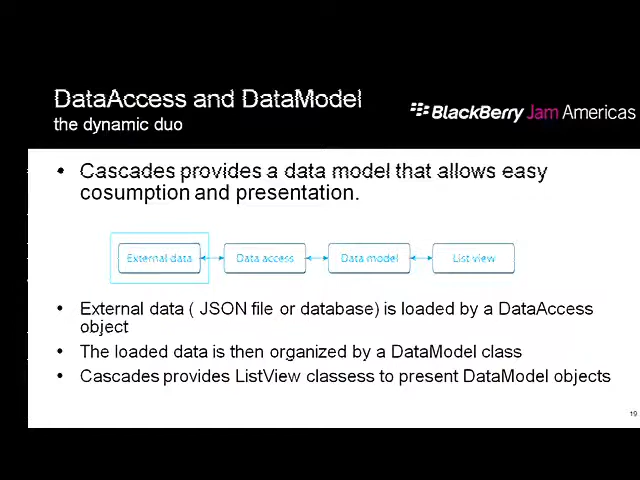 DataAccess and DataModel
the dynamic duo
BlackBerry Jam Americas
• Cascades provides a data model that allows easy
cosumption and presentation.
External data
Data access
Data model
List view
• External data ( JSON file or database) is loaded by a DataAccess
object
• The loaded data is then organized by a DataModel class
• Cascades provides ListView classess to present DataModel objects
19